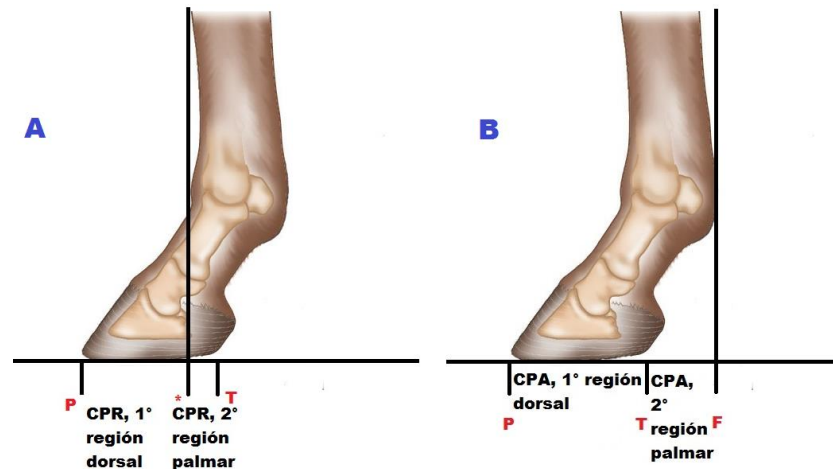 A
B
P
*
T
CPR, 1°
región
dorsal
CPR, 2°
región
palmar
CPA, 1° región
dorsal
CPA,
2°
región
palmar
P
T
F